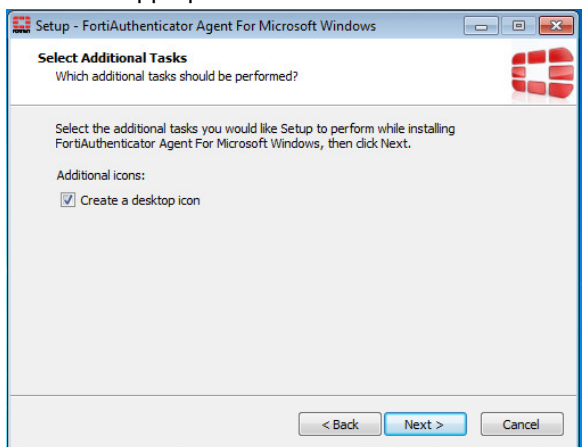 Setup - FortiAuthenticator Agent For Microsoft Windows
Select Additional Tasks
Which additional tasks should be performed?
Select the additional tasks you would like Setup to perform while installing
FortiAuthenticator Agent For Microsoft Windows, then click Next.
Additional icons:
Create a desktop icon
< Back Next > Cancel